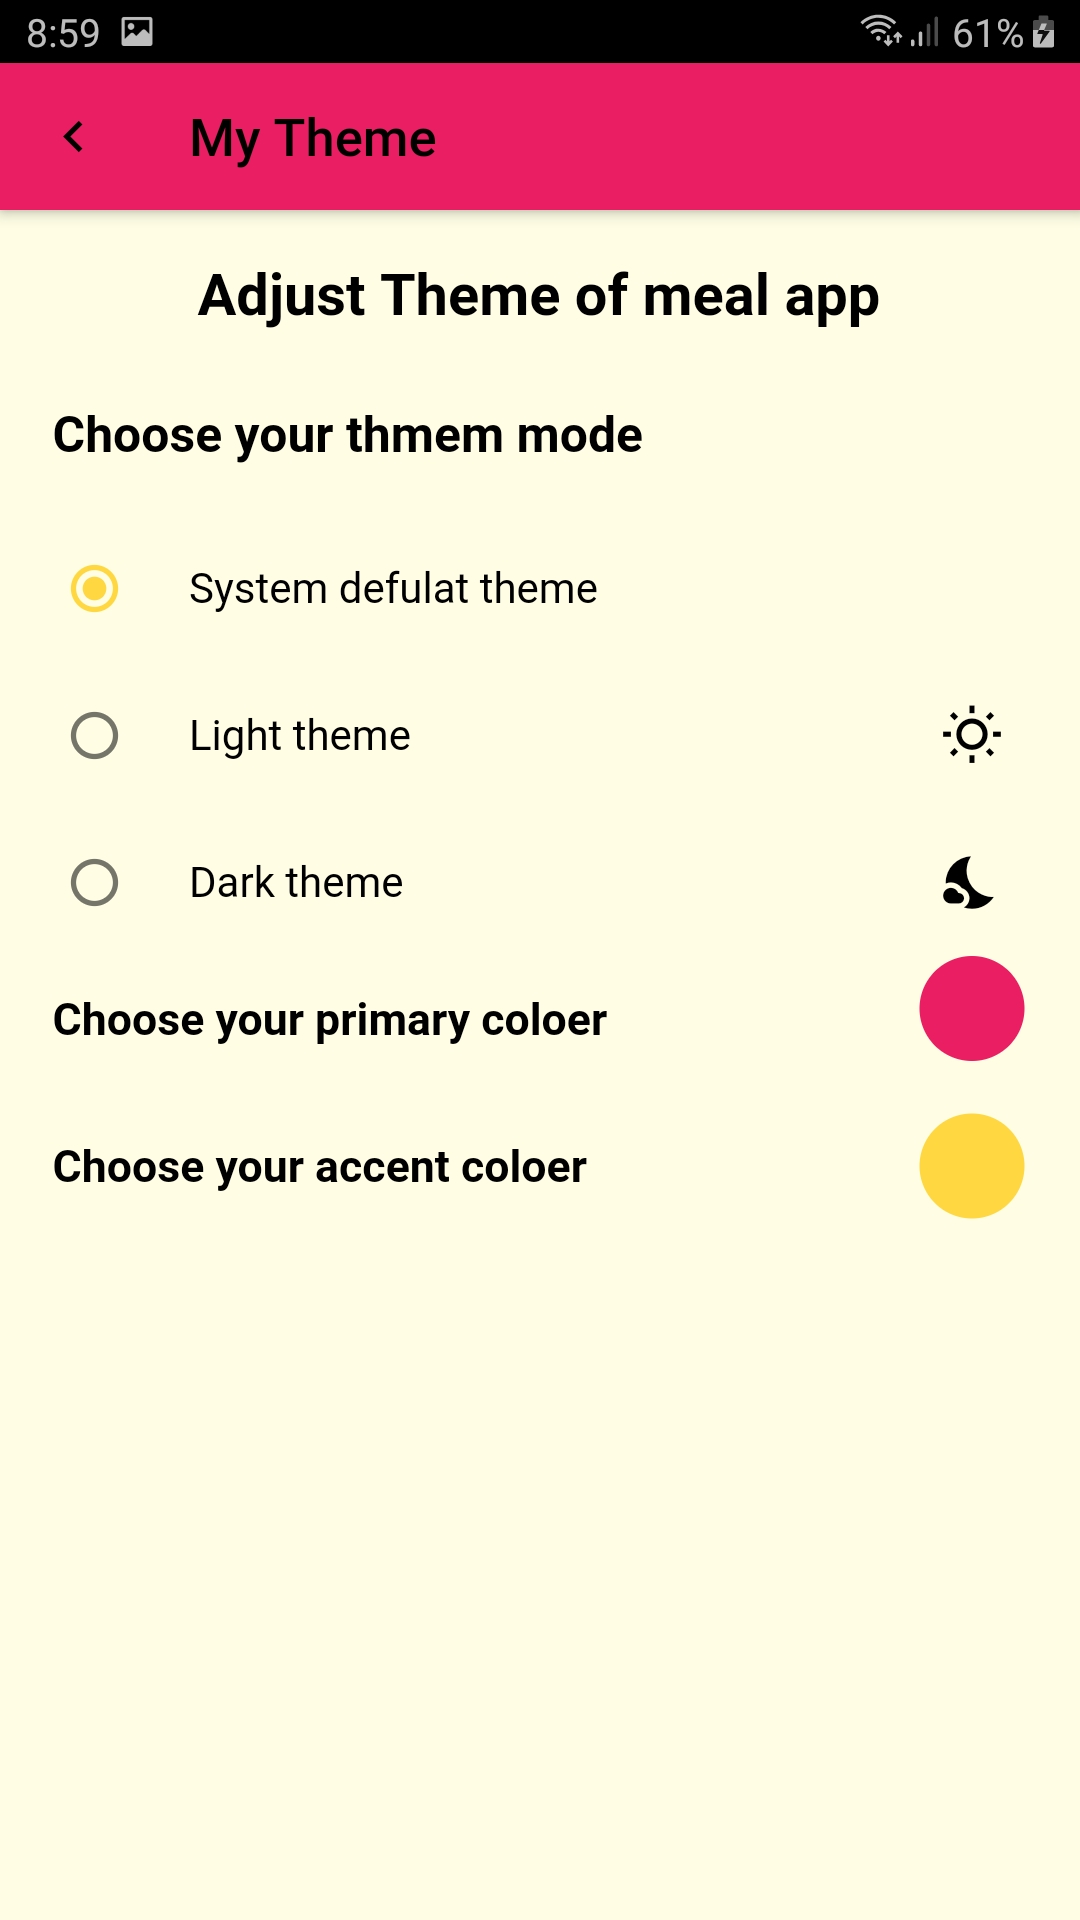 8:59 61%
My Theme
Adjust Theme of meal app
Choose your thmem mode
System defulat theme
Light theme
Dark theme
Choose your primary coloer
Choose your accent coloer